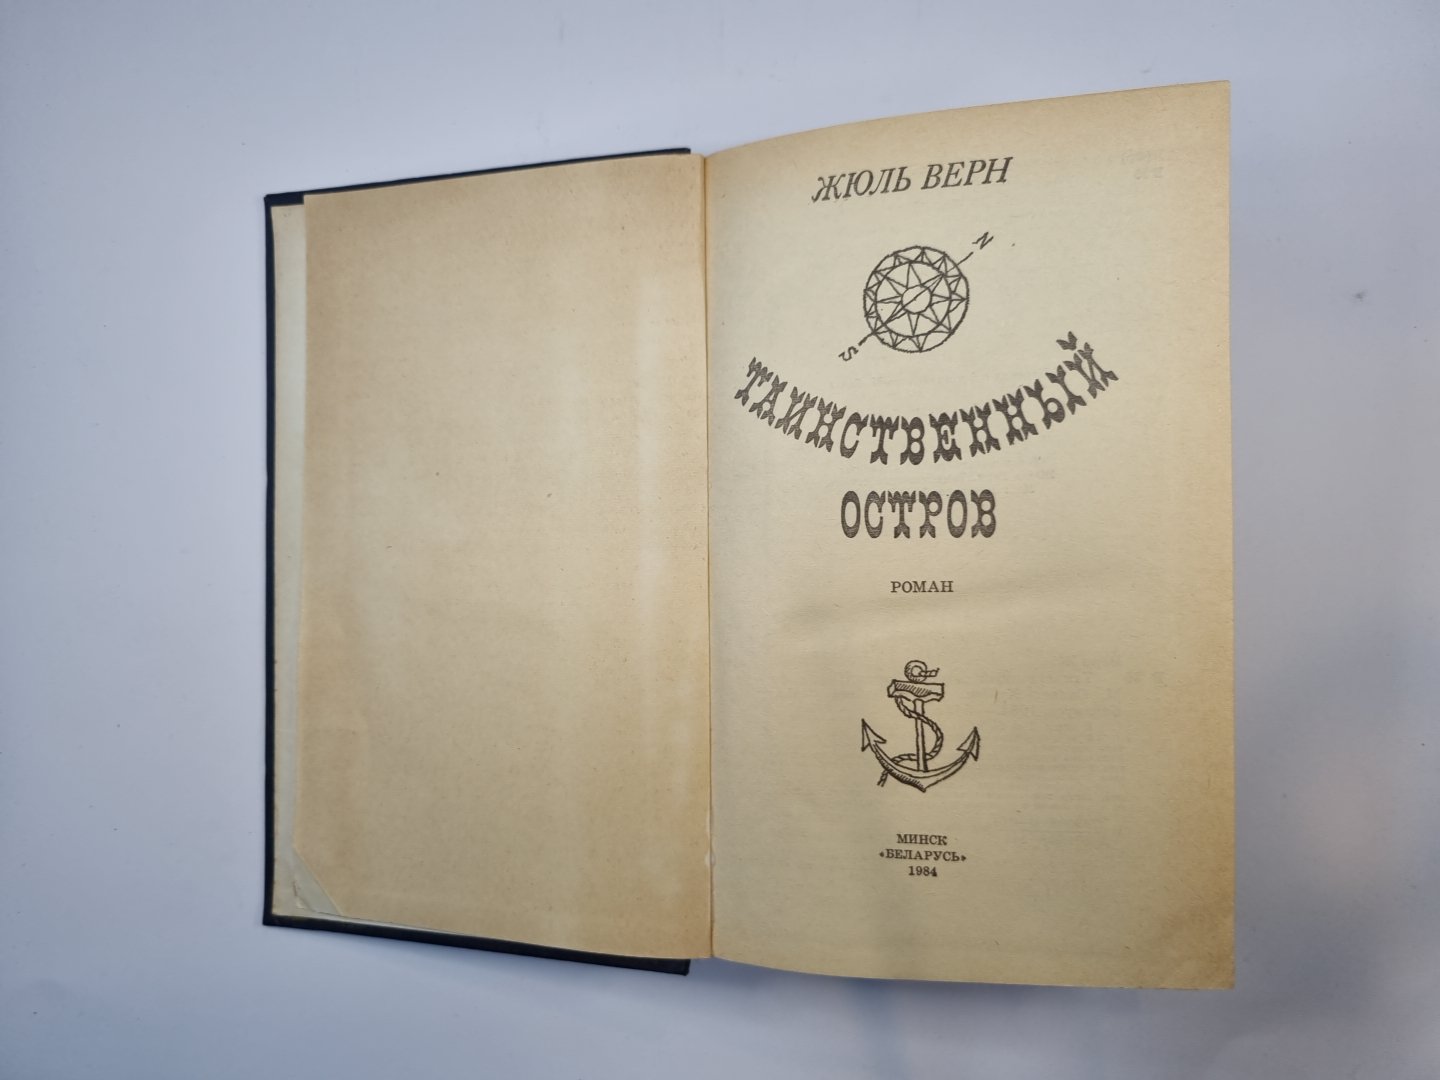 ЖЮЛЬ ВЕРН
N
S
ТАИНСТВЕННЫЙ
ОСТРОВ
РОМАН
МИНСК
«БЕЛАРУСЬ»
1984